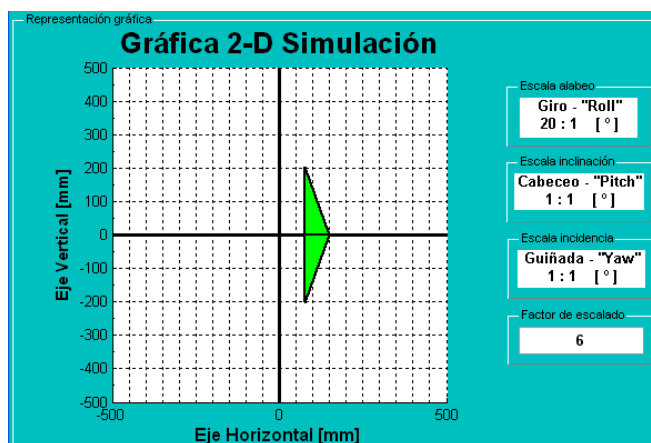 Representación gráfica
Gráfica 2-D Simulación
500
400
300
200
100
0
-100
-200
-300
-400
-500
-500
0
500
Eje Vertical [mm]
Eje Horizontal [mm]
Escala alabeo
Giro - "Roll"
20 : 1 [ º ]
Escala inclinación
Cabeceo - "Pitch"
1 : 1 [ º ]
Escala incidencia
Guiñada - "Yaw"
1 : 1 [ º ]
Factor de escalado
6